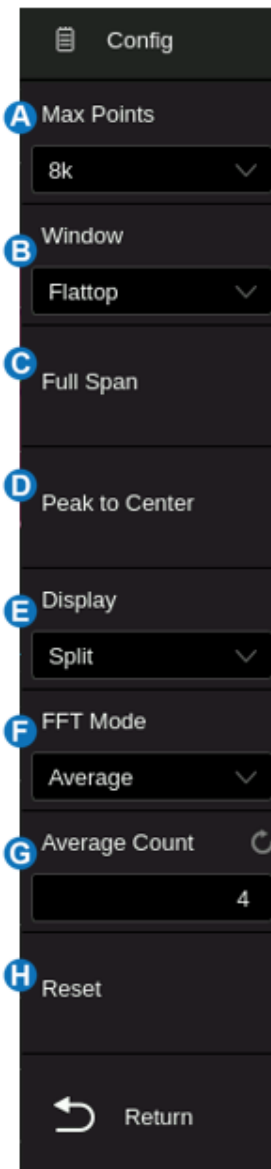 Config
A Max Points
8k
B Window
Flattop
C Full Span
D Peak to Center
E Display
Split
F FFT Mode
Average
G Average Count
4
H Reset
Return